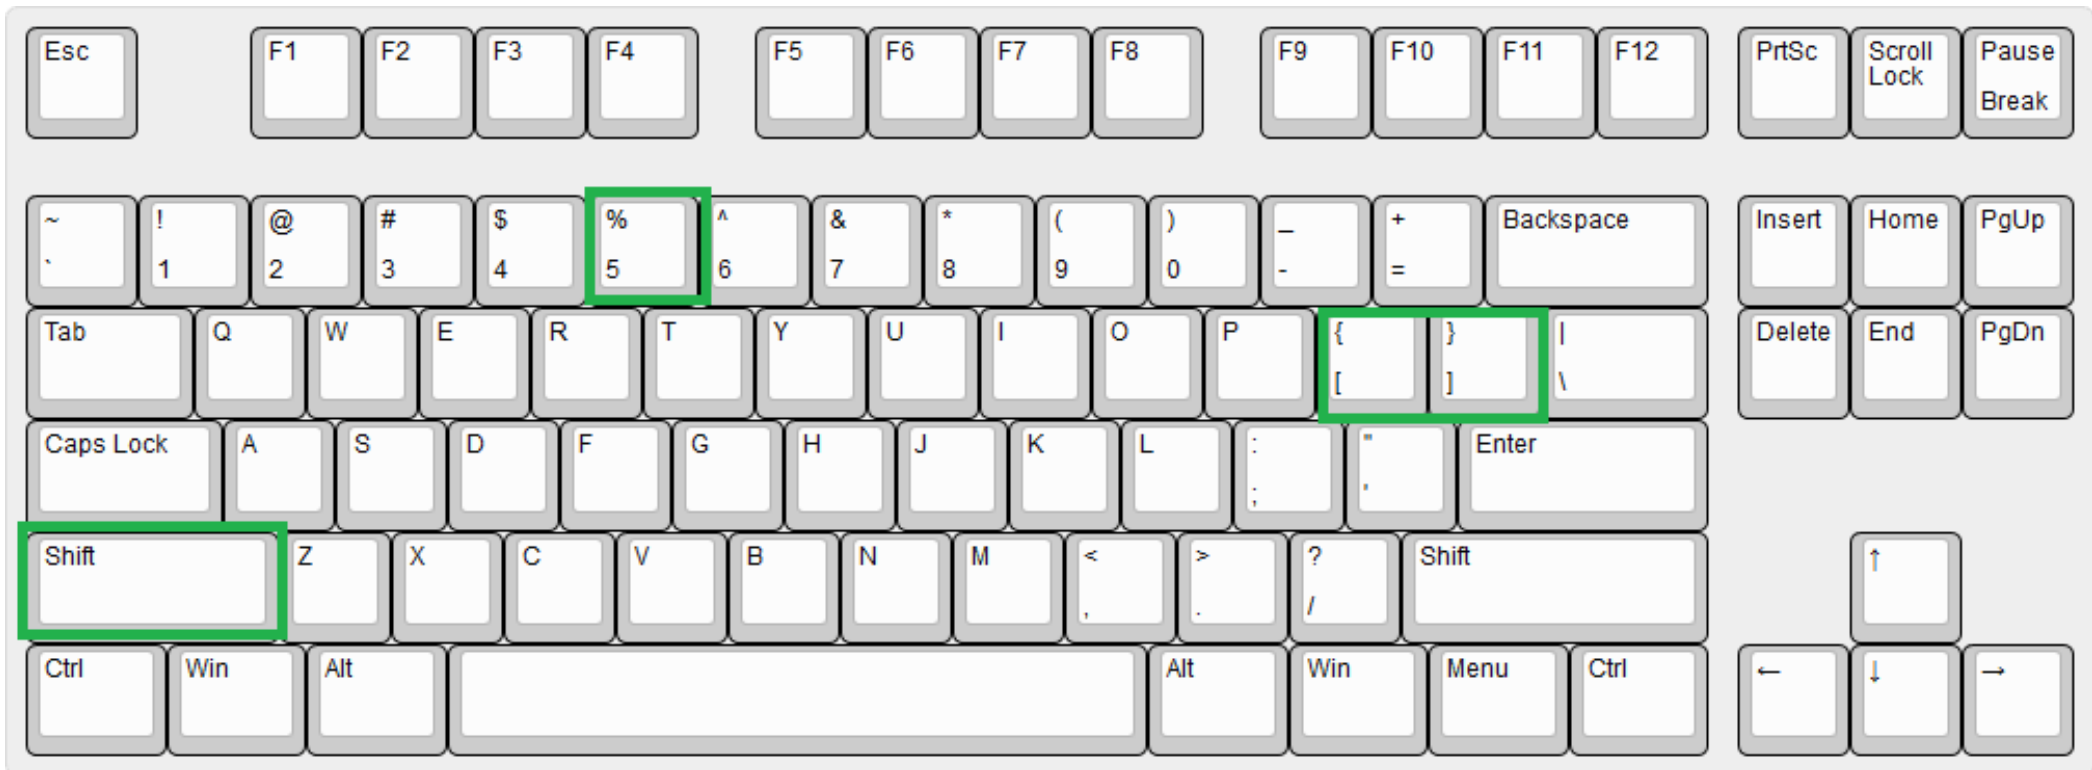 Esc F1 F2 F3 F4 F5 F6 F7 F8 F9 F10 F11 F12 PrtSc Scroll Lock Pause Break
~ ! @ # $ % ^ & * ( ) _ + Backspace Insert Home PgUp
` 1 2 3 4 5 6 7 8 9 0 - =
Tab Q W E R T Y U I O P { } | Delete End PgDn
[ ] \
Caps Lock A S D F G H J K L : " Enter
; '
Shift Z X C V B N M < > ? Shift ↑
, . /
Ctrl Win Alt Alt Win Menu Ctrl ← ↓ →